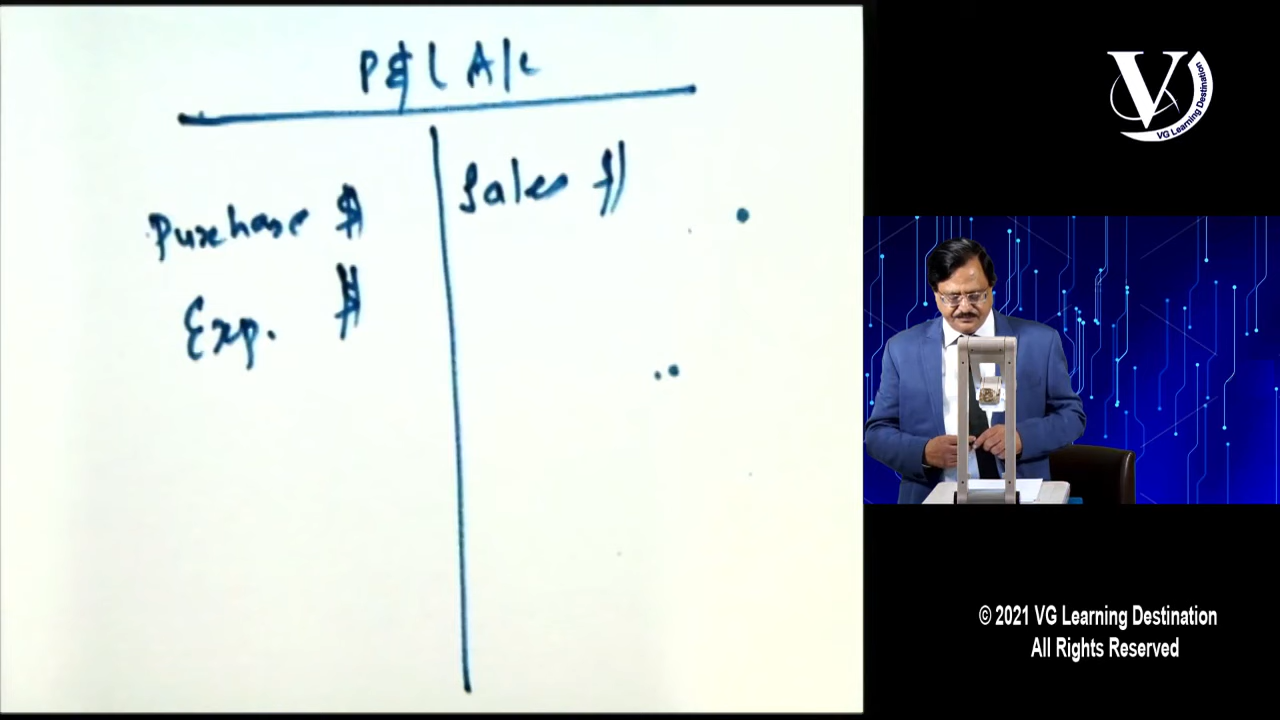 P & L A/c
Purchase $
Sales $
Exp. $
V
VG Learning Destination
© 2021 VG Learning Destination
All Rights Reserved